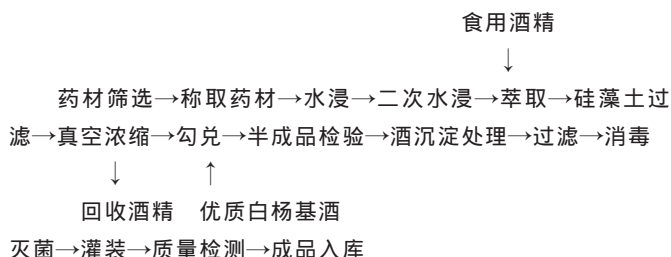 食用酒精
↓
药材筛选→称取药材→水浸→二次水浸→萃取→硅藻土过
滤→真空浓缩→勾兑→半成品检验→酒沉淀处理→过滤→消毒
↓ ↑
回收酒精 优质白杨基酒
灭菌→灌装→质量检测→成品入库